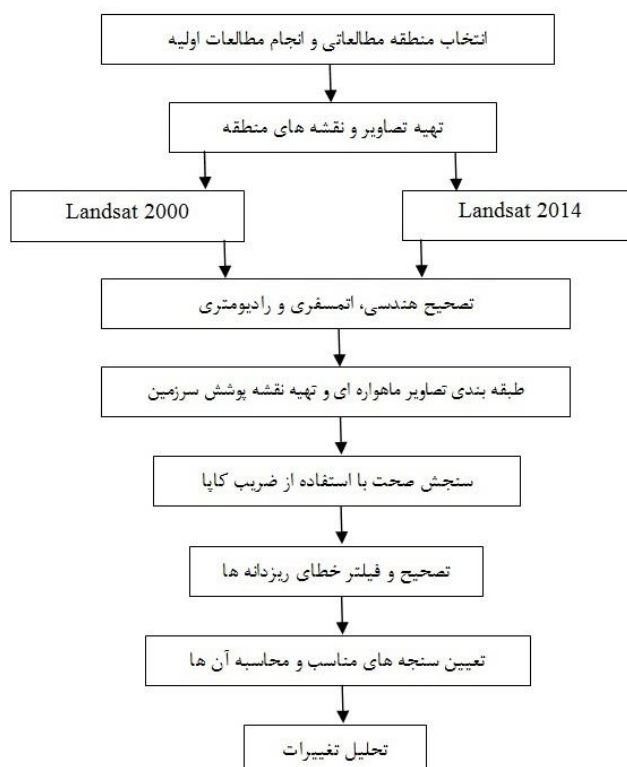 انتخاب منطقه مطالعاتی و انجام مطالعات اولیه
تهیه تصاویر و نقشه های منطقه
Landsat 2000
Landsat 2014
تصحیح هندسی، اتمسفری و رادیومتری
طبقه بندی تصاویر ماهواره ای و تهیه نقشه پوشش سرزمین
سنجش صحت با استفاده از ضریب کاپا
تصحیح و فیلتر خطای ریزدانه ها
تعیین سنجه های مناسب و محاسبه آن ها
تحلیل تغییرات